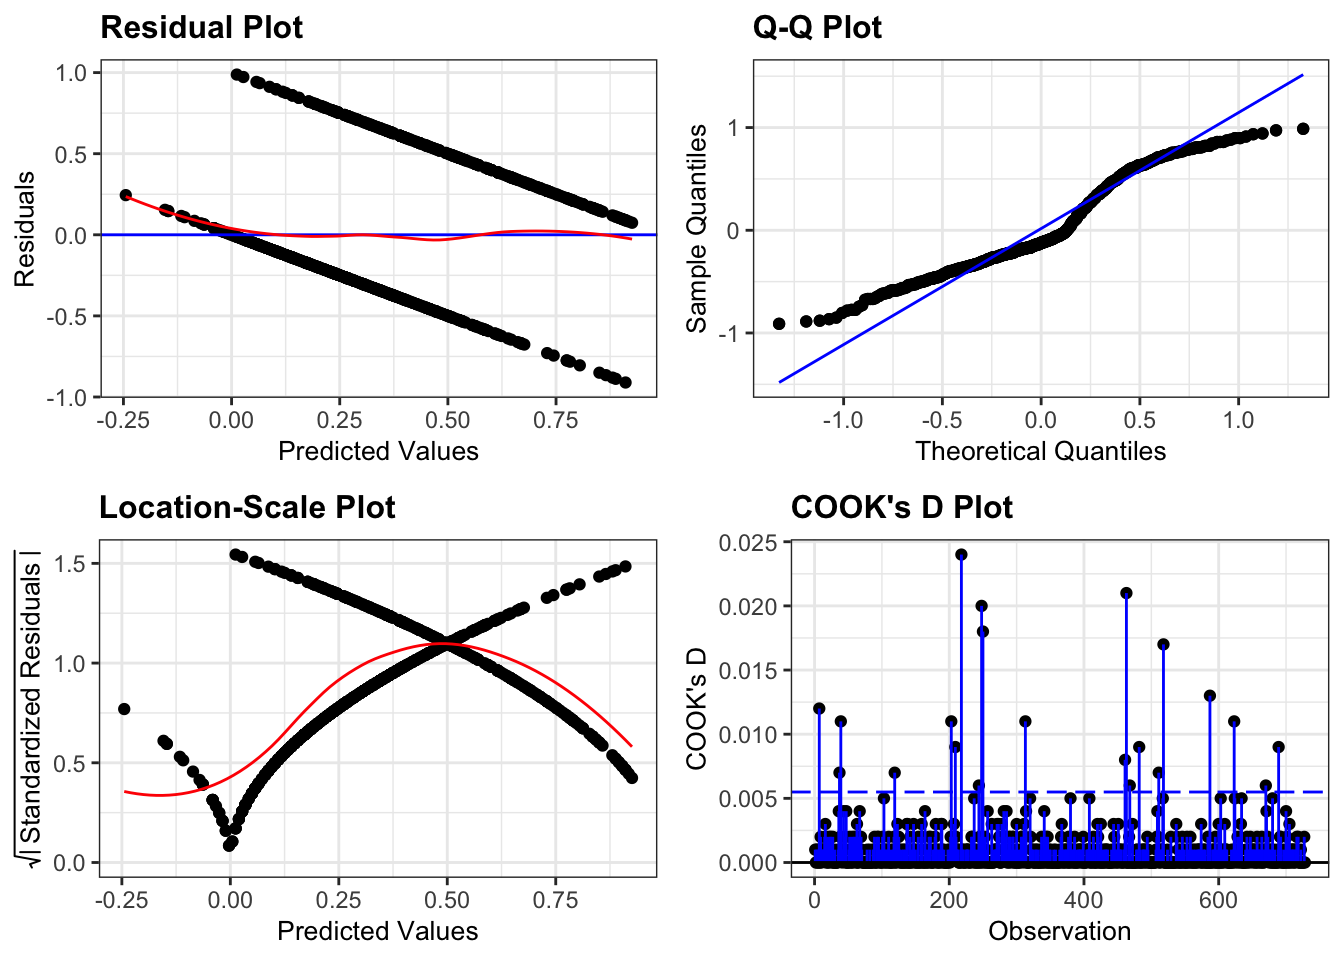 Residual Plot
1.0
0.5
0.0
-0.5
-1.0
Residuals
-0.25 0.00 0.25 0.50 0.75
Predicted Values
Q-Q Plot
1
0
-1
Sample Quantiles
-1.0 -0.5 0.0 0.5 1.0
Theoretical Quantiles
Location-Scale Plot
1.5
1.0
0.5
0.0
√| Standardized Residuals |
-0.25 0.00 0.25 0.50 0.75
Predicted Values
COOK's D Plot
0.025
0.020
0.015
0.010
0.005
0.000
COOK's D
0 200 400 600
Observation